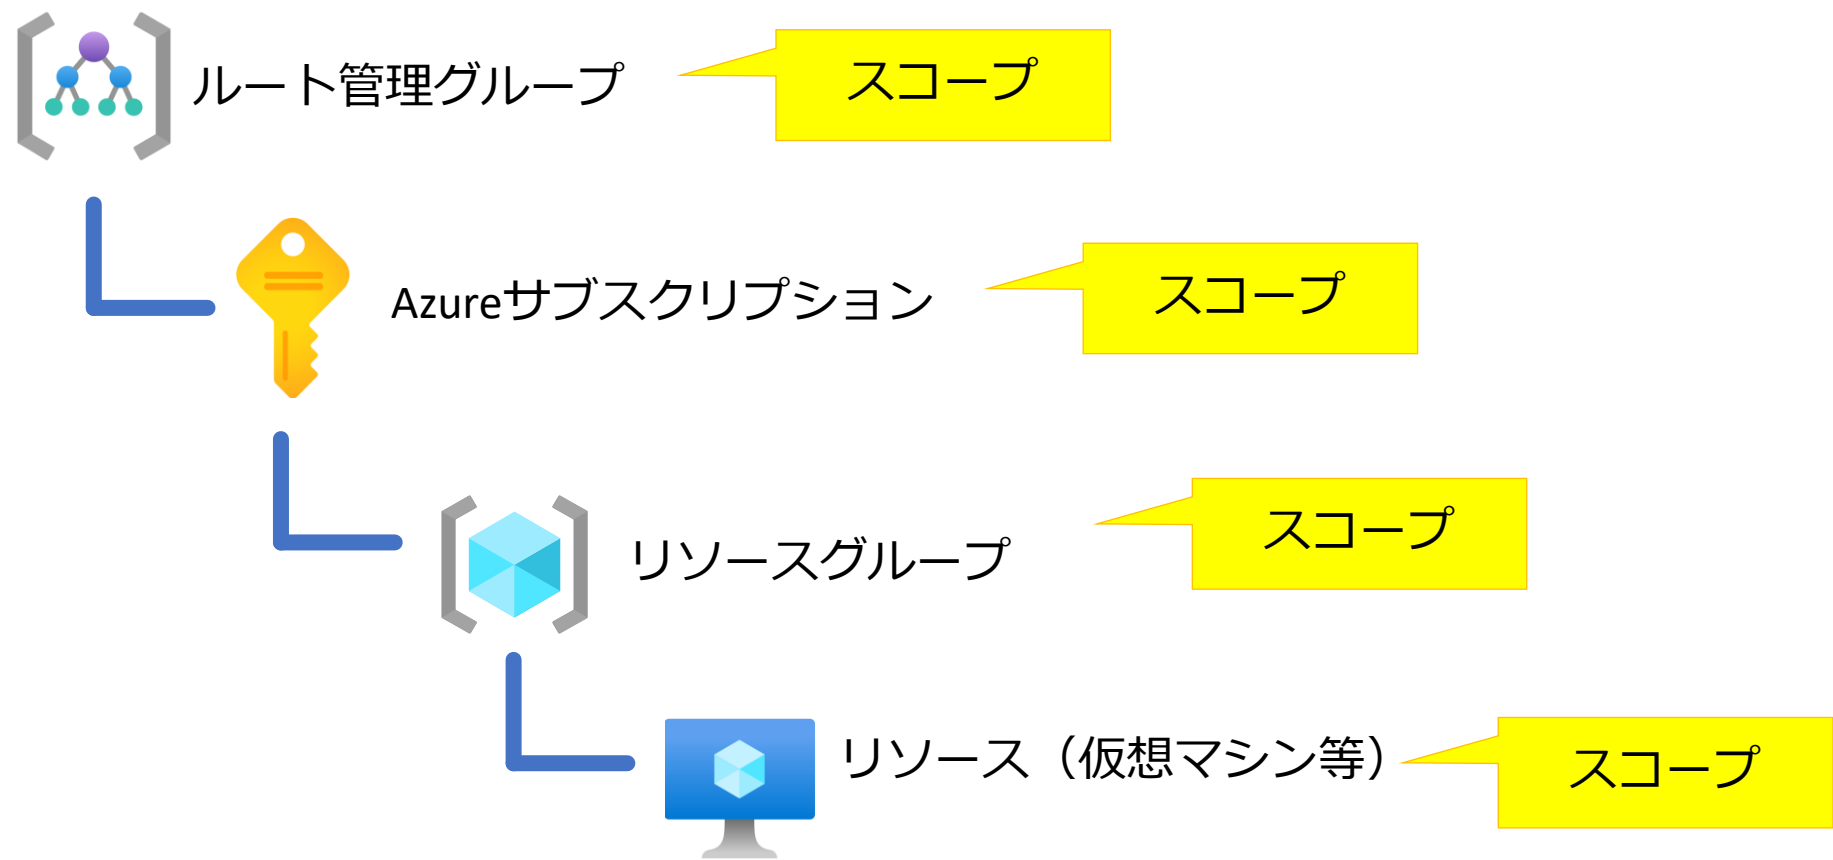 ルート管理グループ
スコープ
Azureサブスクリプション
スコープ
リソースグループ
スコープ
リソース（仮想マシン等）
スコープ